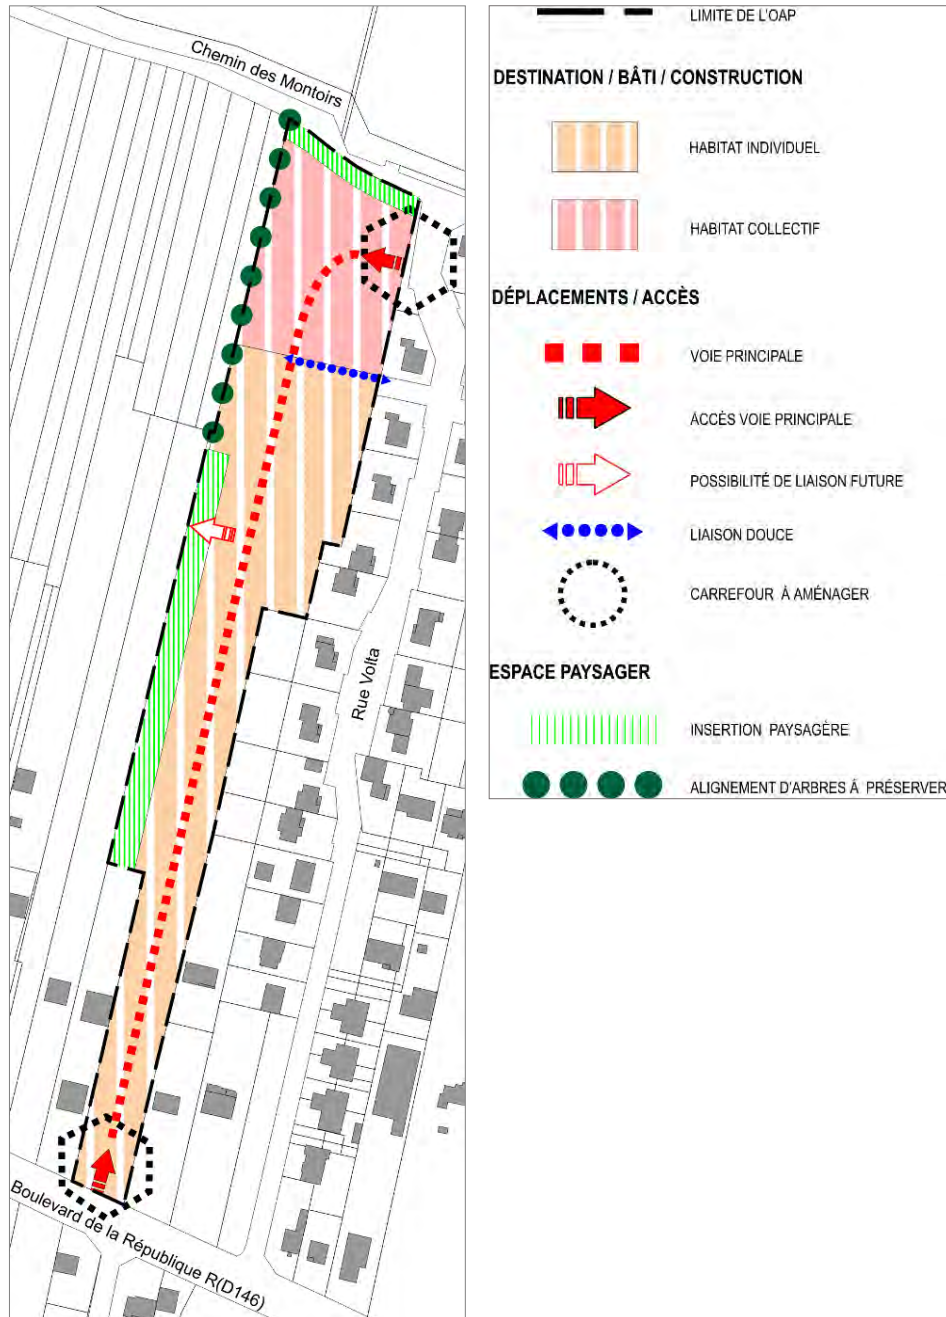 Chemin des Montoirs
Rue Volta
Boulevard de la République R(D146)
LIMITE DE L'OAP
DESTINATION / BÂTI / CONSTRUCTION
HABITAT INDIVIDUEL
HABITAT COLLECTIF
DÉPLACEMENTS / ACCÈS
VOIE PRINCIPALE
ACCÈS VOIE PRINCIPALE
POSSIBILITÉ DE LIAISON FUTURE
LIAISON DOUCE
CARREFOUR À AMÉNAGER
ESPACE PAYSAGER
INSERTION PAYSAGÈRE
ALIGNEMENT D'ARBRES À PRÉSERVER